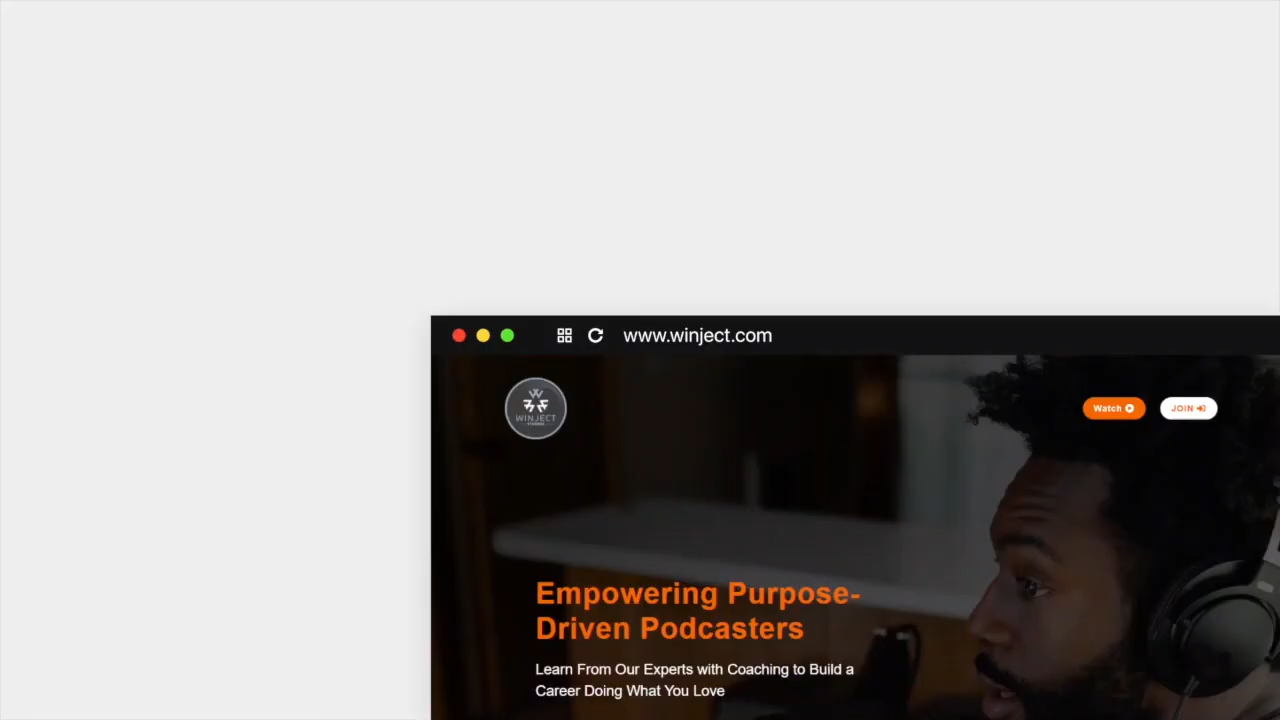 www.winject.com
WINJECT
Watch
JOIN
Empowering Purpose-
Driven Podcasters
Learn From Our Experts with Coaching to Build a
Career Doing What You Love